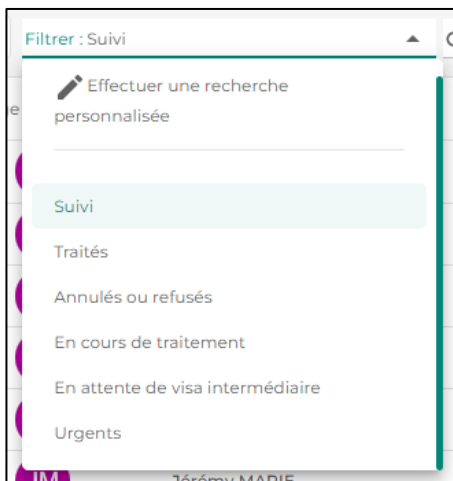 Filtrer : Suivi
Effectuer une recherche
personnalisée
Suivi
Traités
Annulés ou refusés
En cours de traitement
En attente de visa intermédiaire
Urgents
JM Jérémy MARIE